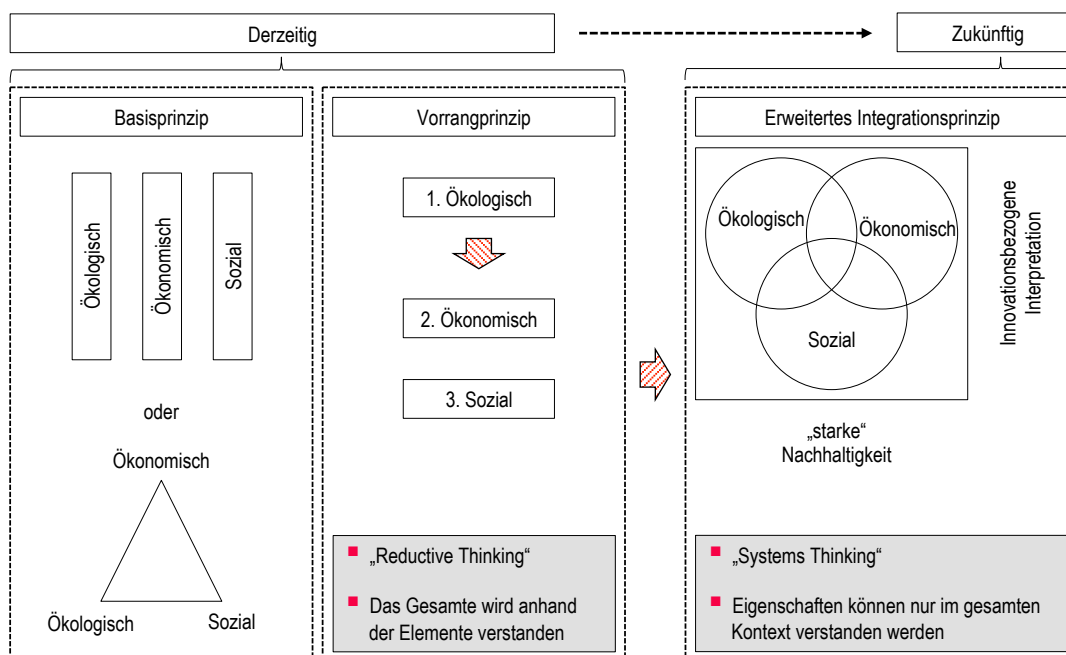 Derzeitig
Zukünftig
Basisprinzip
Ökologisch
Ökonomisch
Sozial
oder
Ökonomisch
Ökologisch
Sozial
Vorrangprinzip
1. Ökologisch
2. Ökonomisch
3. Sozial
„Reductive Thinking“
Das Gesamte wird anhand
der Elemente verstanden
Erweitertes Integrationsprinzip
Ökologisch
Ökonomisch
Sozial
Innovationsbezogene
Interpretation
„starke“
Nachhaltigkeit
„Systems Thinking“
Eigenschaften können nur im gesamten
Kontext verstanden werden